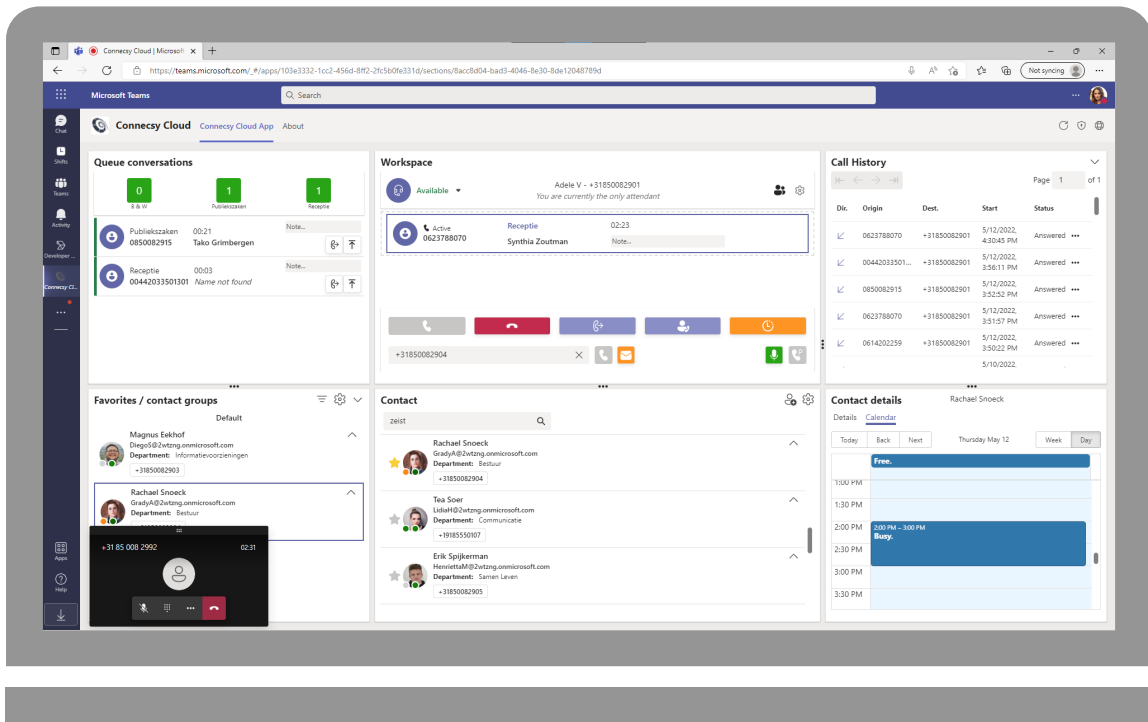 Connecsy Cloud | Microsoft
https://teams.microsoft.com/_#/apps/103e3332-1cc2-456d-8ff2-2fc5b0fe331d/sections/8acc8d04-bad3-4046-8e30-8de12048789d
Not syncing
Microsoft Teams
Search
Chat
Shifts
Teams
Activity
Developer ...
Connecsy Cl...
Apps
Help
Connecsy Cloud
Connecsy Cloud App
About
Queue conversations
0
1
1
B & W
Publiekszaken
Receptie
Publiekszaken 00:21 Note...
0850082915 Tako Grimbergen
Receptie 00:03 Note...
00442033501301 Name not found
Workspace
Available
Adele V - +31850082901
You are currently the only attendant
Active Receptie 02:23
0623788070 Synthia Zoutman Note...
+31850082904
Call History
Page 1 of 1
Dir. Origin Dest. Start Status
0623788070 +31850082901 5/12/2022, 4:30:45 PM Answered
00442033501... +31850082901 5/12/2022, 3:56:11 PM Answered
0850082915 +31850082901 5/12/2022, 3:52:52 PM Answered
0623788070 +31850082901 5/12/2022, 3:51:57 PM Answered
0614202259 +31850082901 5/12/2022, 3:50:22 PM Answered
5/10/2022,
Favorites / contact groups
Default
Magnus Eekhof
DiegoS@2wtzng.onmicrosoft.com
Department: Informatievoorzieningen
+31850082903
Rachael Snoeck
GradyA@2wtzng.onmicrosoft.com
Department: Bestuur
+31 85 008 2992 02:31
Contact
zeist
Rachael Snoeck
GradyA@2wtzng.onmicrosoft.com
Department: Bestuur
+31850082904
Tea Soer
LidiaH@2wtzng.onmicrosoft.com
Department: Communicatie
+19185550107
Erik Spijkerman
HenriettaM@2wtzng.onmicrosoft.com
Department: Samen Leven
+31850082905
Contact details
Rachael Snoeck
Details Calendar
Today Back Next Thursday May 12 Week Day
Free.
1:00 PM
1:30 PM
2:00 PM 2:00 PM – 3:00 PM
Busy.
2:30 PM
3:00 PM
3:30 PM